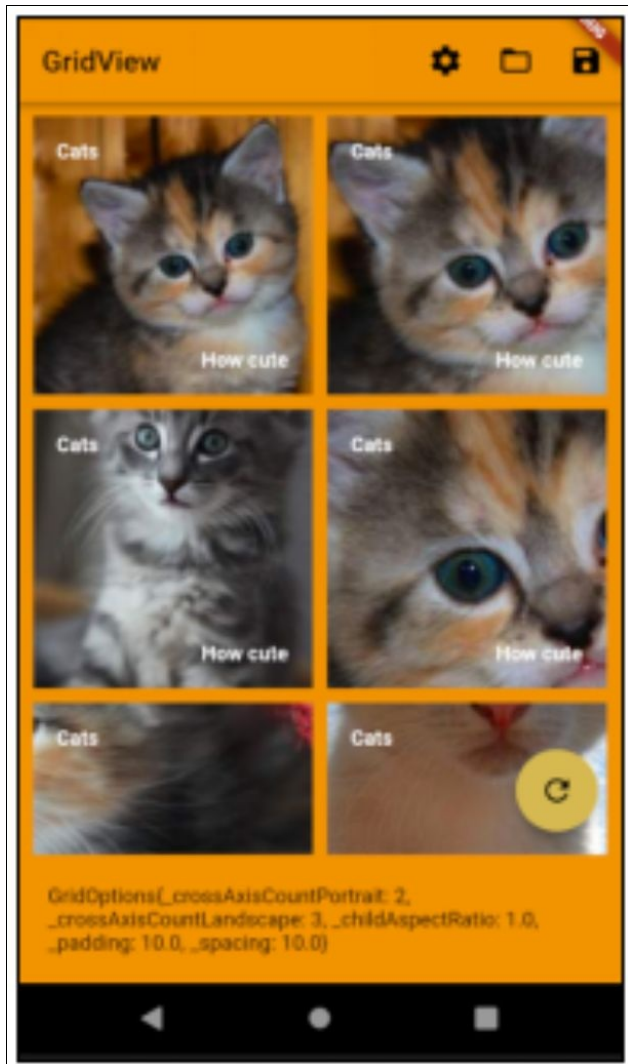 GridView
Cats
Cats
How cute
How cute
Cats
Cats
How cute
How cute
Cats
Cats
GridOptions(_crossAxisCountPortrait: 2,
_crossAxisCountLandscape: 3, _childAspectRatio: 1.0,
_padding: 10.0, _spacing: 10.0)